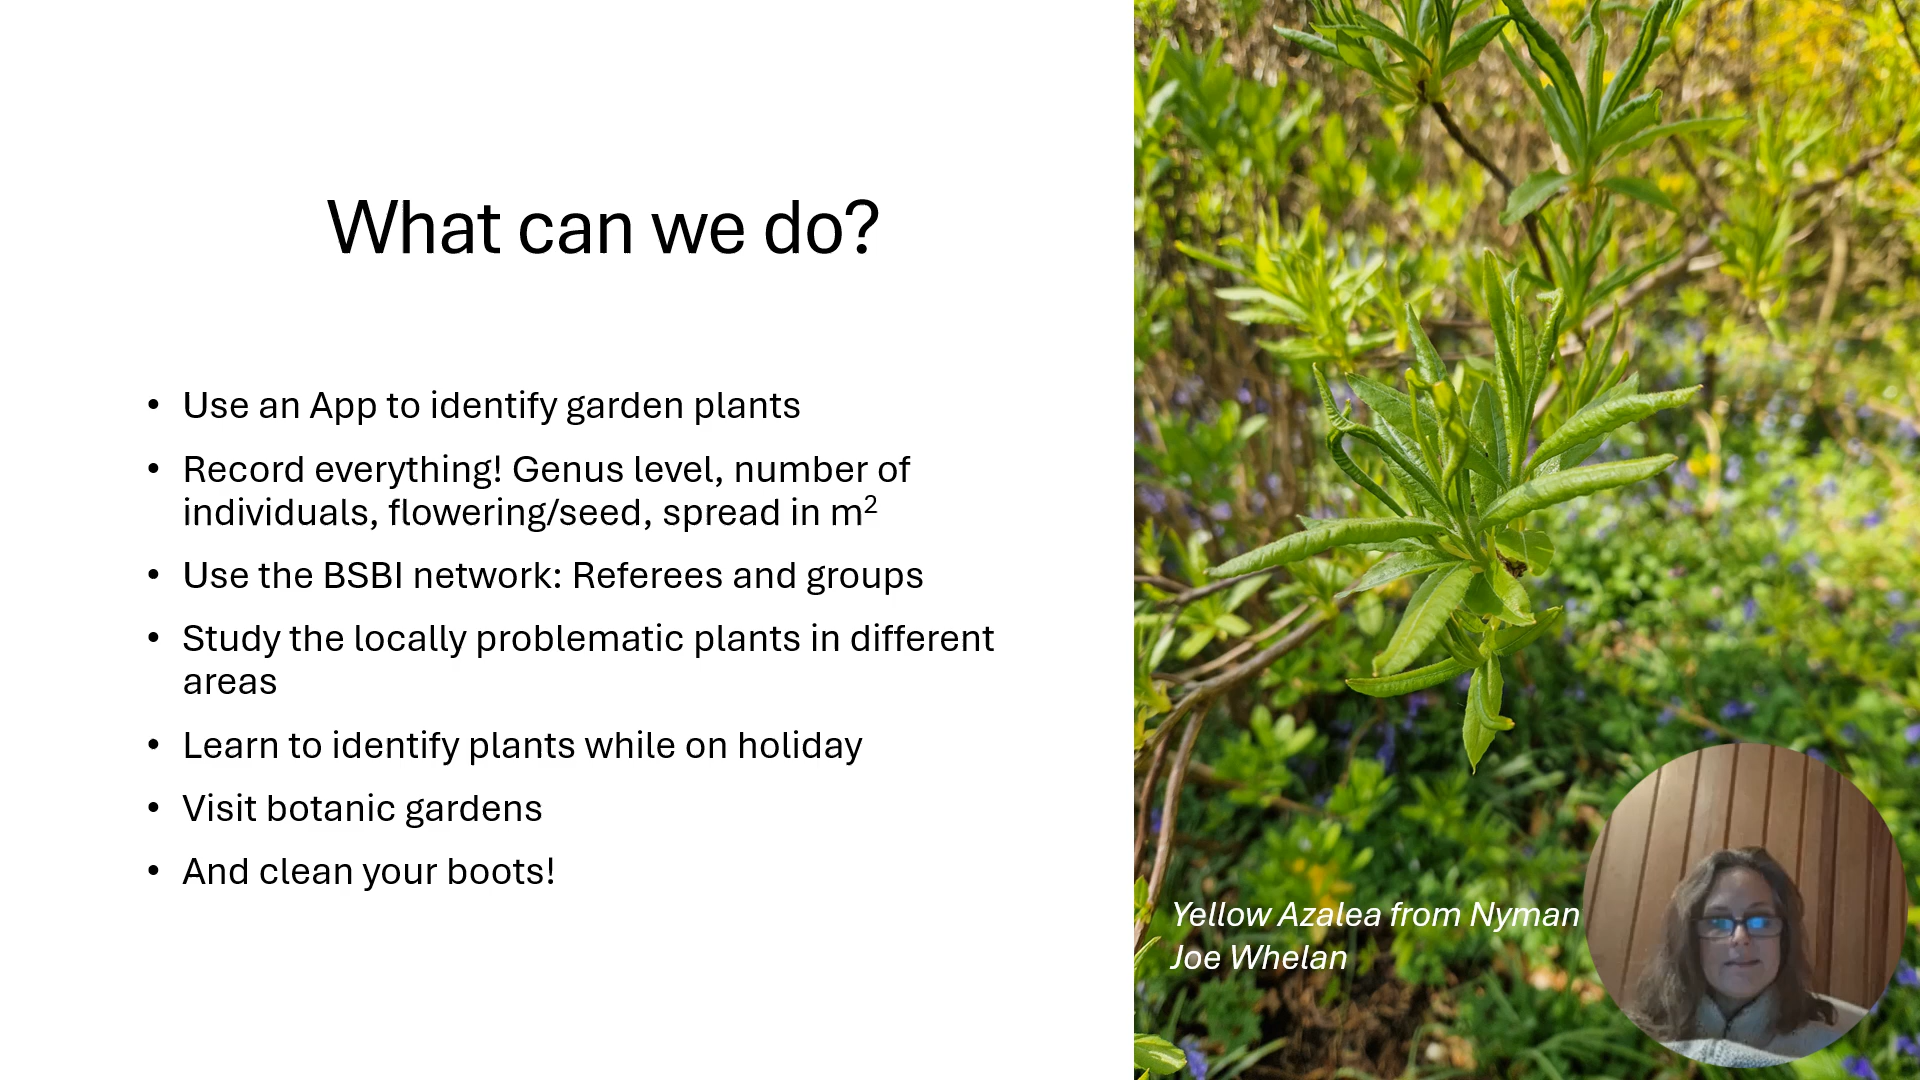 What can we do?
• Use an App to identify garden plants
• Record everything! Genus level, number of
individuals, flowering/seed, spread in m²
• Use the BSBI network: Referees and groups
• Study the locally problematic plants in different
areas
• Learn to identify plants while on holiday
• Visit botanic gardens
• And clean your boots!
Yellow Azalea from Nyman
Joe Whelan